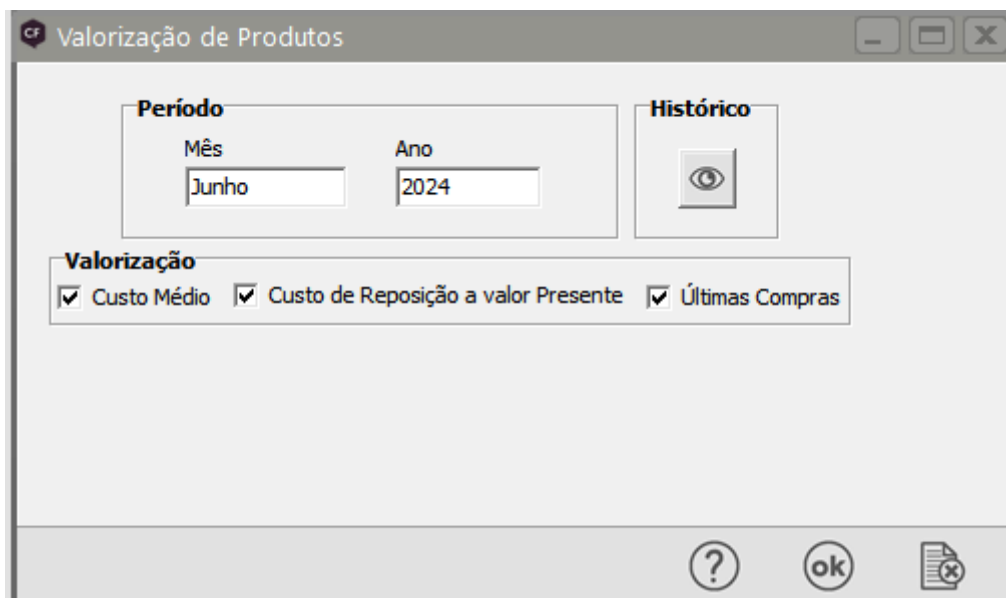 CF Valorização de Produtos
Período
Histórico
Mês
Ano
Junho
2024
Valorização
Custo Médio
Custo de Reposição a valor Presente
Últimas Compras
?
ok